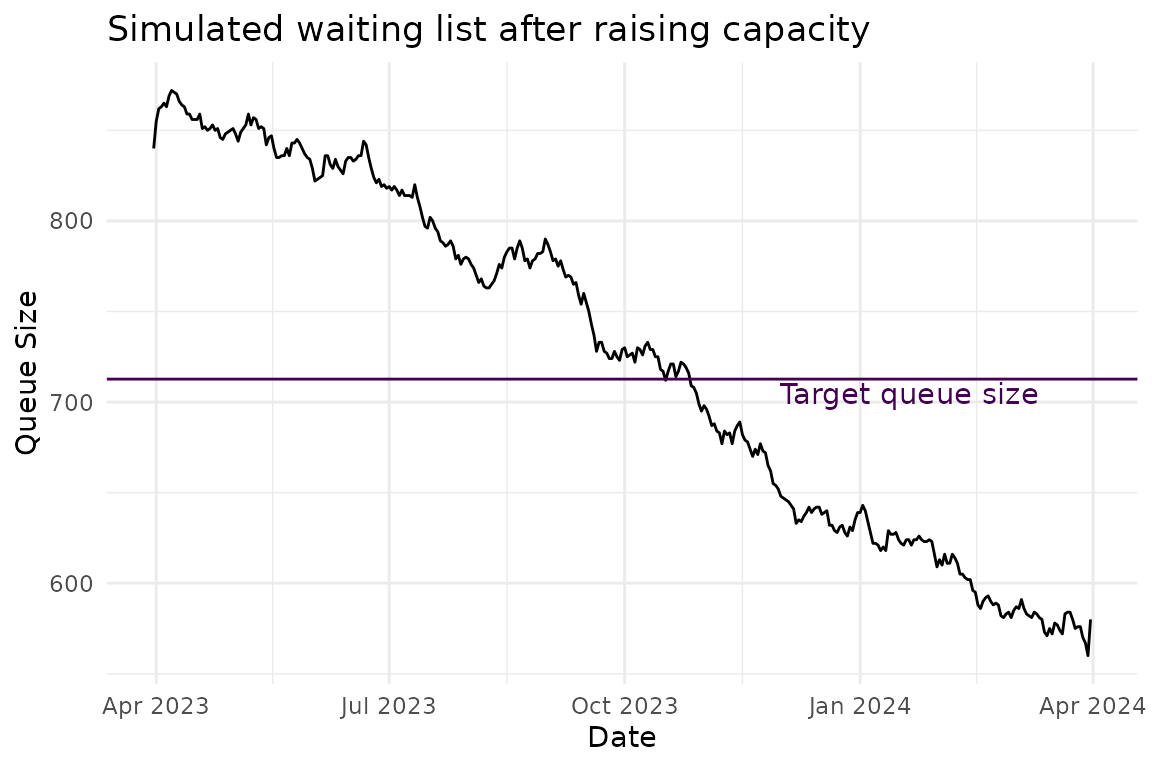 Simulated waiting list after raising capacity
Queue Size
800
700
600
Target queue size
Apr 2023
Jul 2023
Oct 2023
Jan 2024
Apr 2024
Date